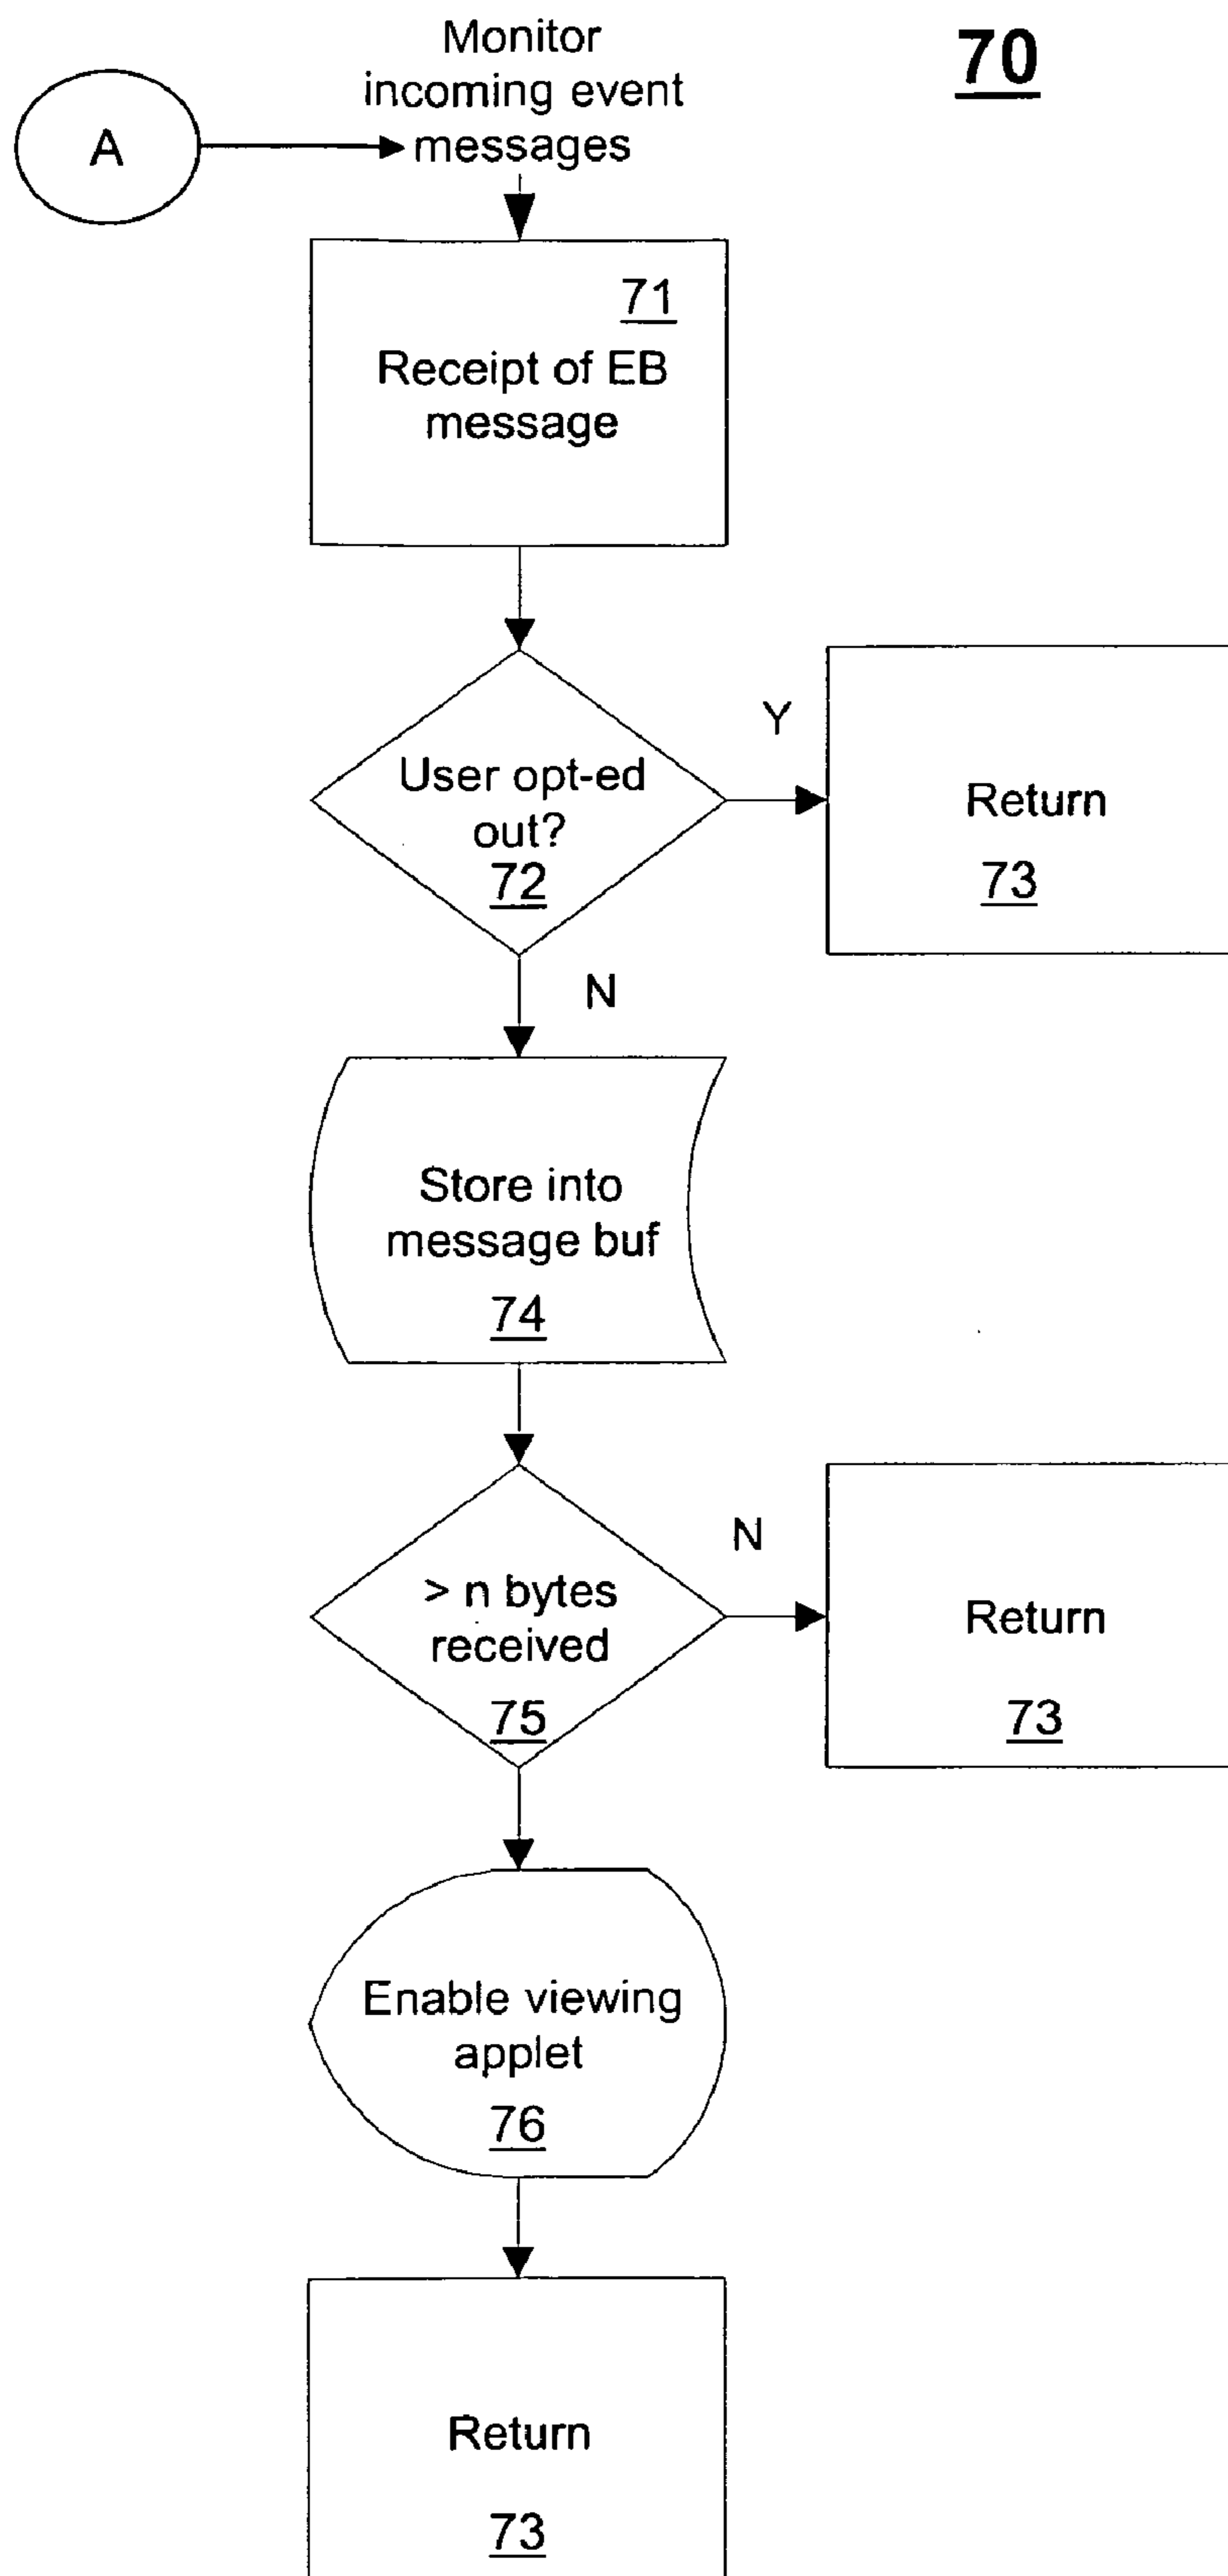 70
Monitor
incoming event
messages
A
71
Receipt of EB
message
User opt-ed
out?
72
Y
Return
73
N
Store into
message buf
74
> n bytes
received
75
N
Return
73
Enable viewing
applet
76
Return
73